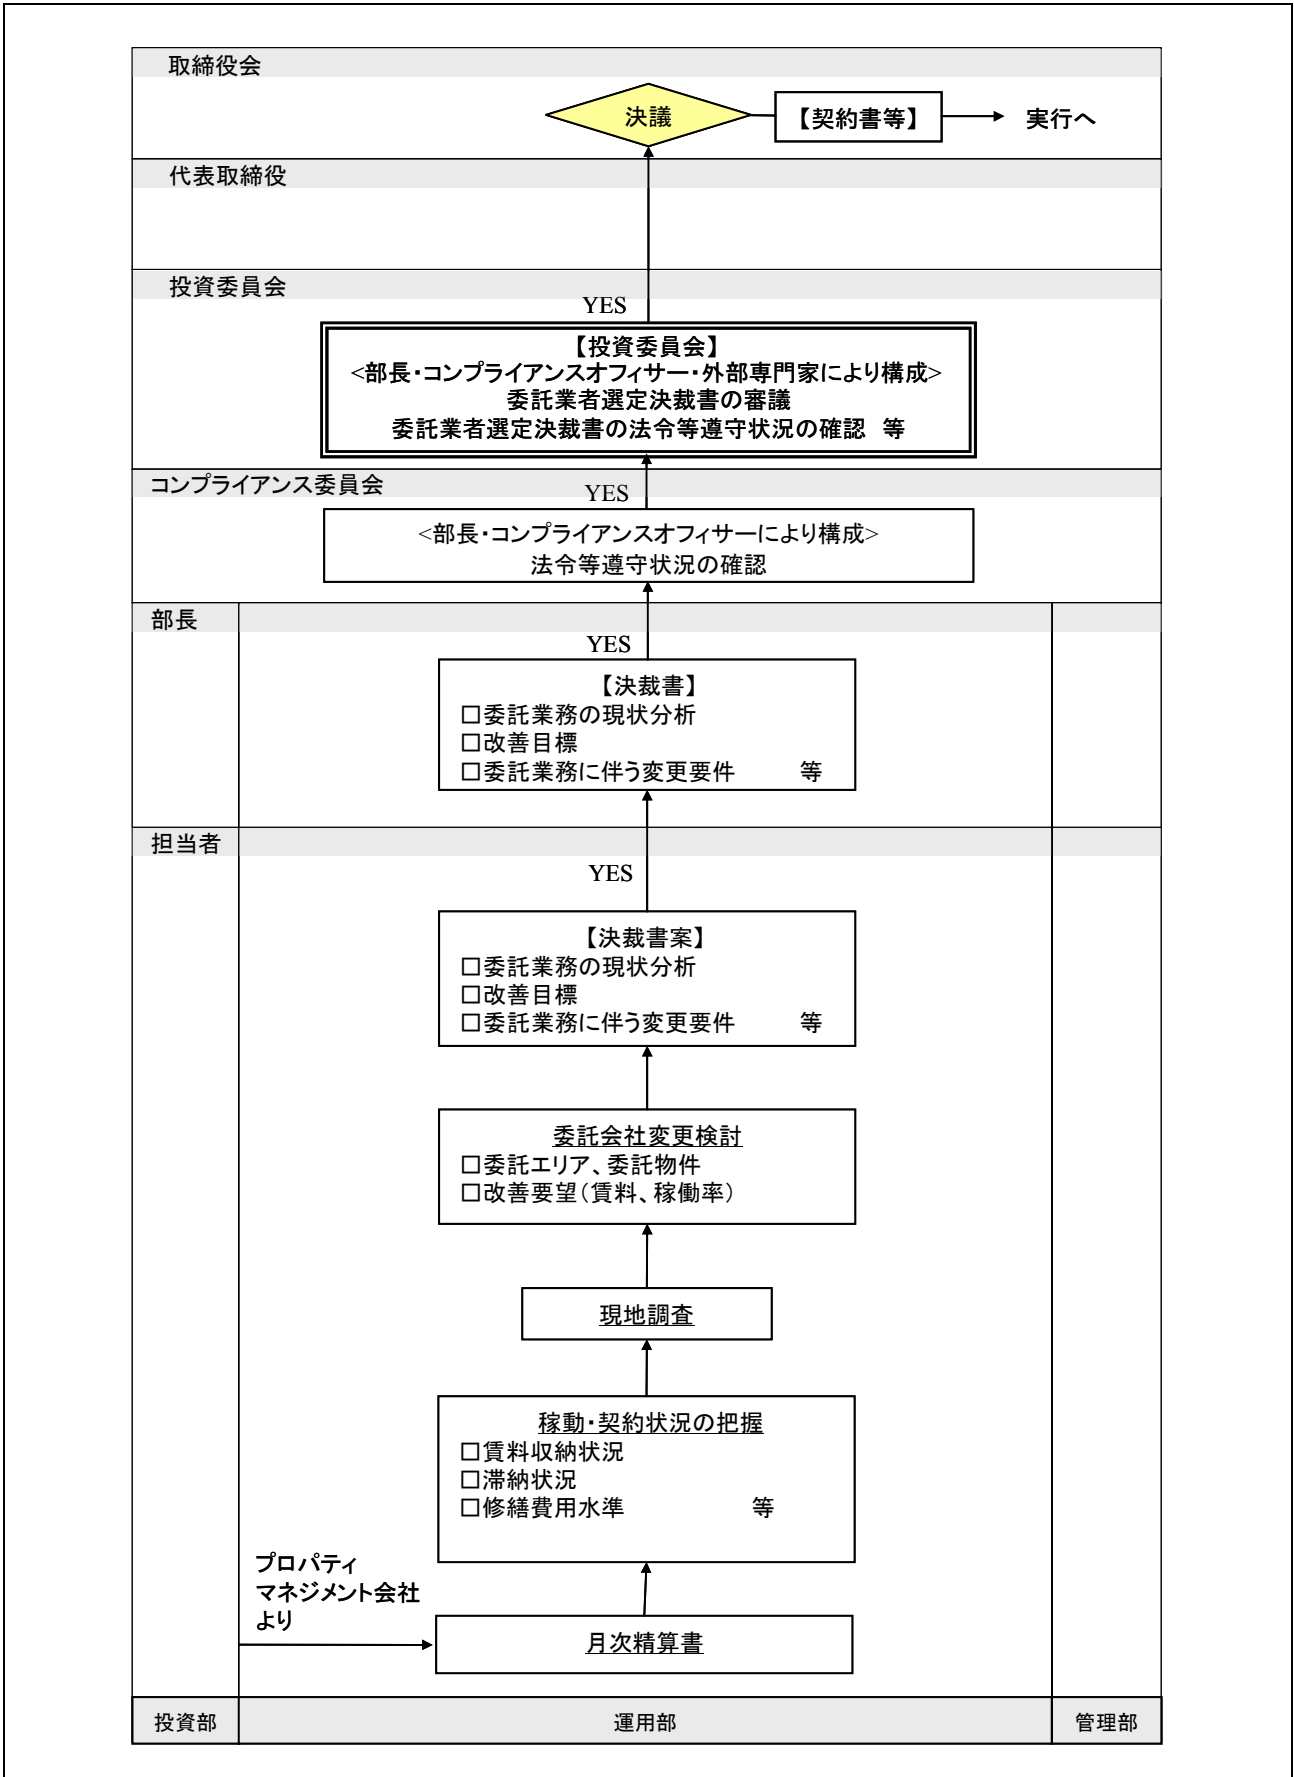 取締役会
決議
【契約書等】
実行へ
代表取締役
投資委員会
YES
【投資委員会】
<部長・コンプライアンスオフィサー・外部専門家により構成>
委託業者選定決裁書の審議
委託業者選定決裁書の法令等遵守状況の確認 等
コンプライアンス委員会
YES
<部長・コンプライアンスオフィサーにより構成>
法令等遵守状況の確認
部長
YES
【決裁書】
□委託業務の現状分析
□改善目標
□委託業務に伴う変更要件 等
担当者
YES
【決裁書案】
□委託業務の現状分析
□改善目標
□委託業務に伴う変更要件 等
委託会社変更検討
□委託エリア、委託物件
□改善要望(賃料、稼働率)
現地調査
稼動・契約状況の把握
□賃料収納状況
□滞納状況
□修繕費用水準 等
プロパティ
マネジメント会社
より
月次精算書
投資部
運用部
管理部